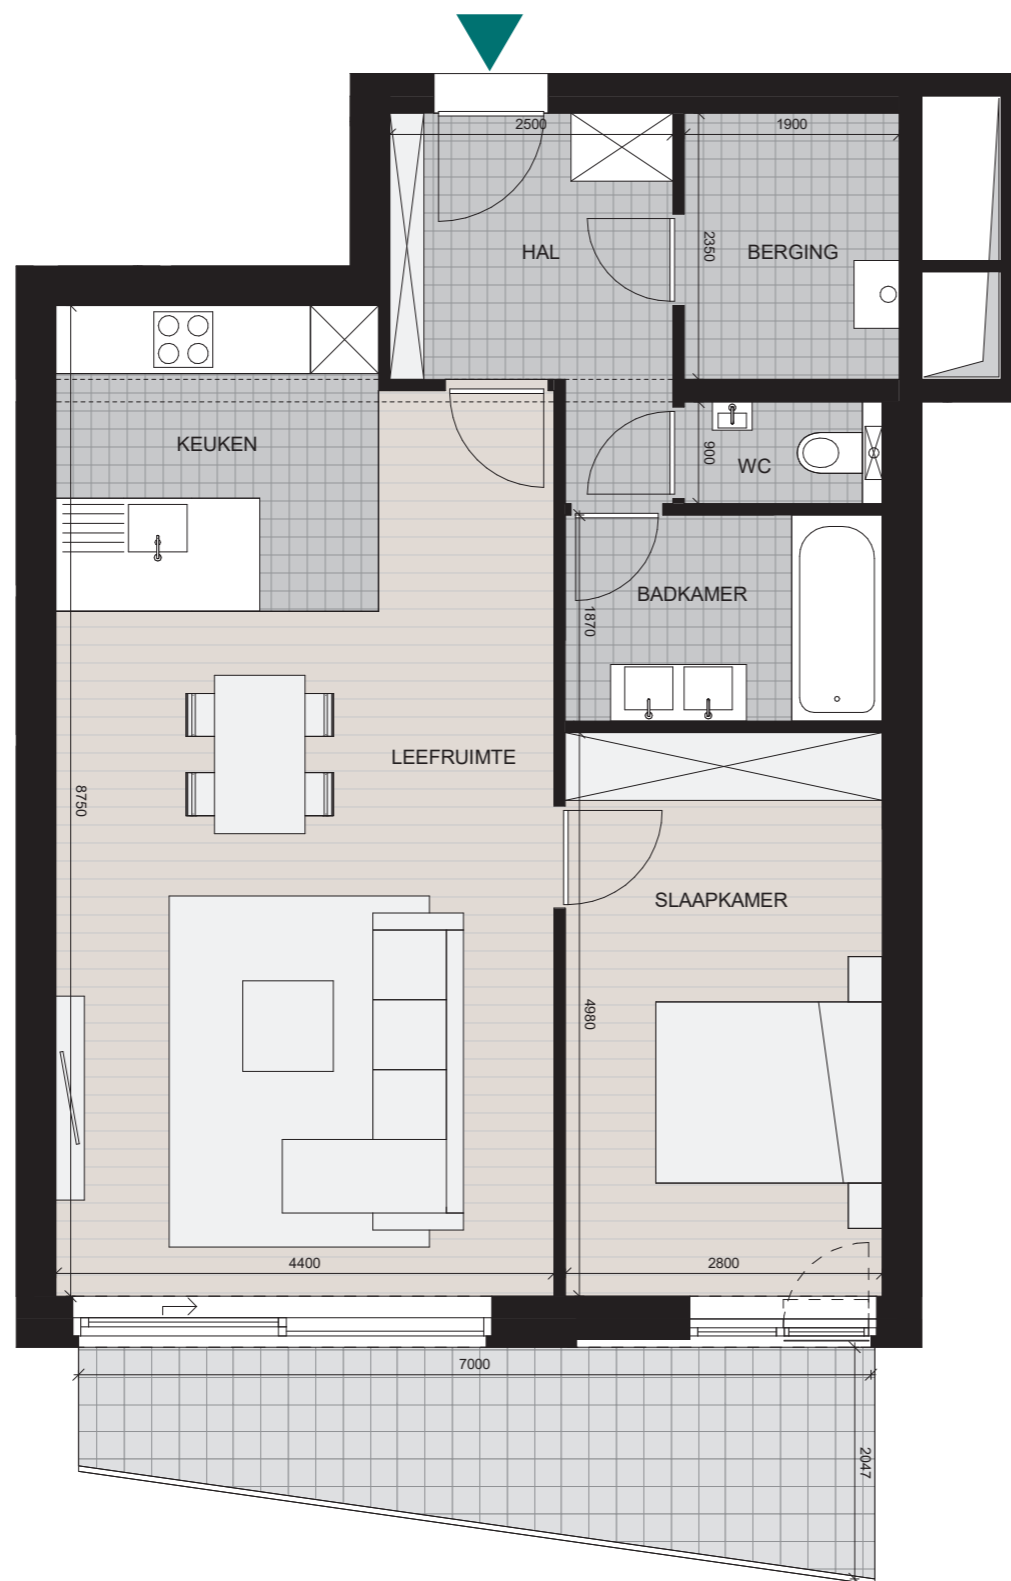 2500
1900
HAL
2350
BERGING
KEUKEN
900
WC
BADKAMER
1870
LEEFRUIMTE
8750
SLAAPKAMER
4980
4400
2800
7000
2047